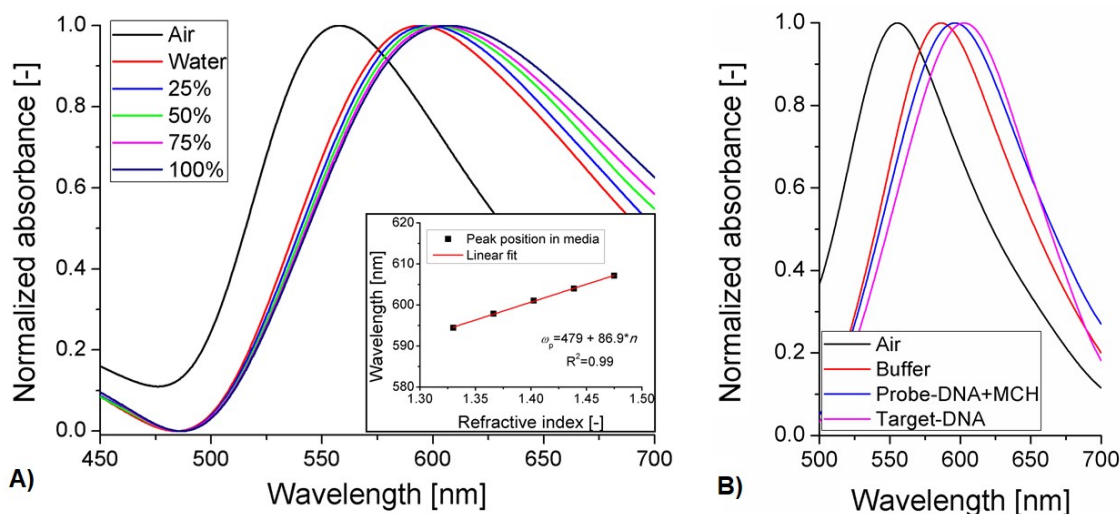 A)
Normalized absorbance [-]
1.0
0.8
0.6
0.4
0.2
0.0
Air
Water
25%
50%
75%
100%
Wavelength [nm]
620
610
600
590
580
Peak position in media
Linear fit
ωp=479 + 86.9*n
R²=0.99
1.30 1.35 1.40 1.45 1.50
Refractive index [-]
450 500 550 600 650 700
Wavelength [nm]
B)
Normalized absorbance [-]
1.0
0.8
0.6
0.4
0.2
0.0
Air
Buffer
Probe-DNA+MCH
Target-DNA
500 550 600 650 700
Wavelength [nm]